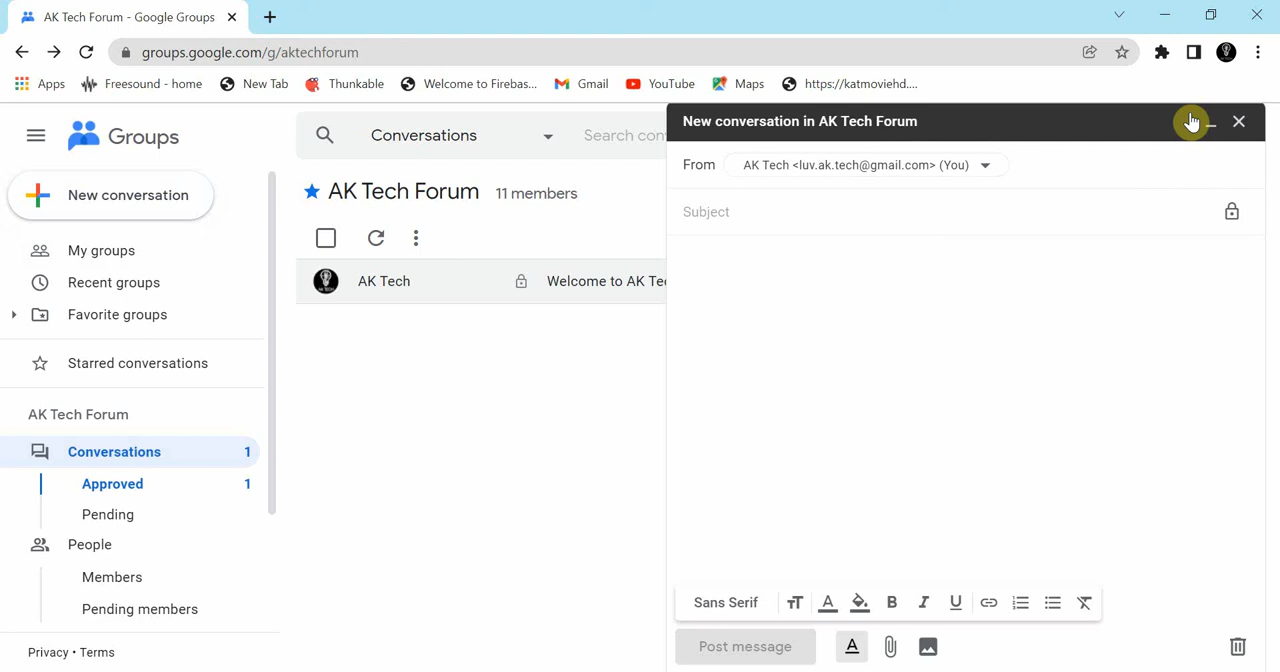 AK Tech Forum - Google Groups
groups.google.com/g/aktechforum
Apps
Freesound - home
New Tab
Thunkable
Welcome to Firebas...
Gmail
YouTube
Maps
https://katmoviehd....
Groups
Conversations
Search con
New conversation in AK Tech Forum
From
AK Tech <luv.ak.tech@gmail.com> (You)
New conversation
AK Tech Forum
11 members
Subject
My groups
Recent groups
AK Tech
Welcome to AK Te
Favorite groups
Starred conversations
AK Tech Forum
Conversations 1
Approved 1
Pending
People
Members
Pending members
Sans Serif
Post message
Privacy • Terms